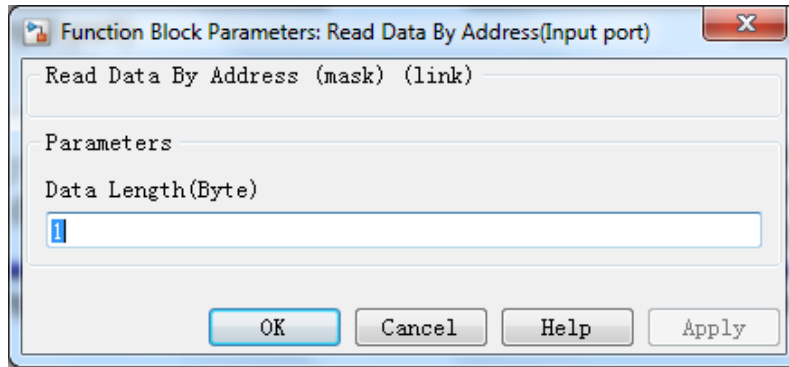 Function Block Parameters: Read Data By Address(Input port)
Read Data By Address (mask) (link)
Parameters
Data Length(Byte)
1
OK Cancel Help Apply